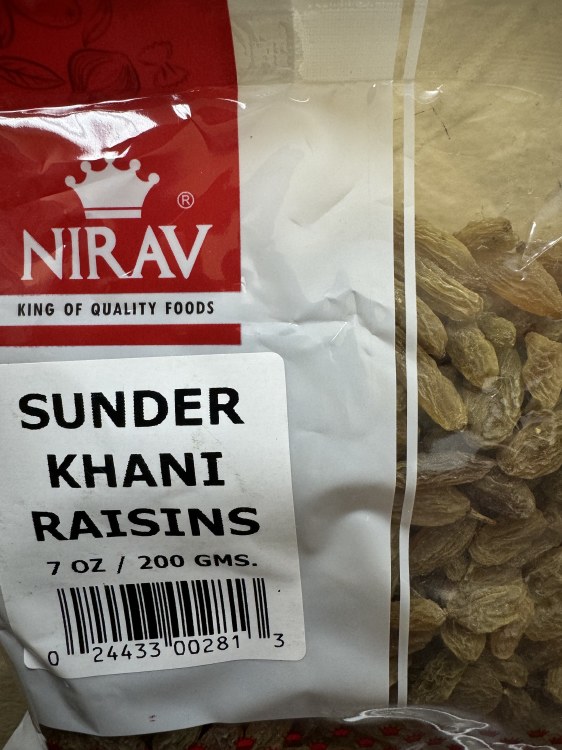 ®
NIRAV
KING OF QUALITY FOODS
SUNDER
KHANI
RAISINS
7 OZ / 200 GMS.
0 24433 00281 3